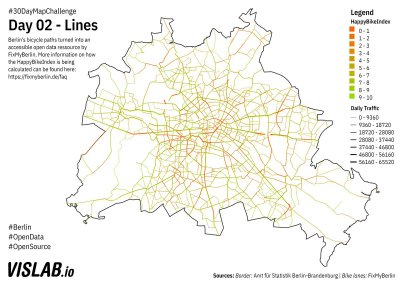 #30DayMapChallenge
Day 02 - Lines
Berlin's bicycle paths turned into an
accessible open data ressource by
FixMyBerlin. More information on how
the HappyBikeIndex is being
calculated can be found here:
https://fixmyberlin.de/faq
Legend
HappyBikeIndex
0 - 1
1 - 2
2 - 3
3 - 4
4 - 5
5 - 6
6 - 7
7 - 8
8 - 9
9 - 10
Daily Traffic
0 - 9360
9360 - 18720
18720 - 28080
28080 - 37440
37440 - 46800
46800 - 56160
56160 - 65520
#Berlin
#OpenData
#OpenSource
VISLAB.io
Sources: Border: Amt für Statistik Berlin-Brandenburg | Bike lanes: FixMyBerlin